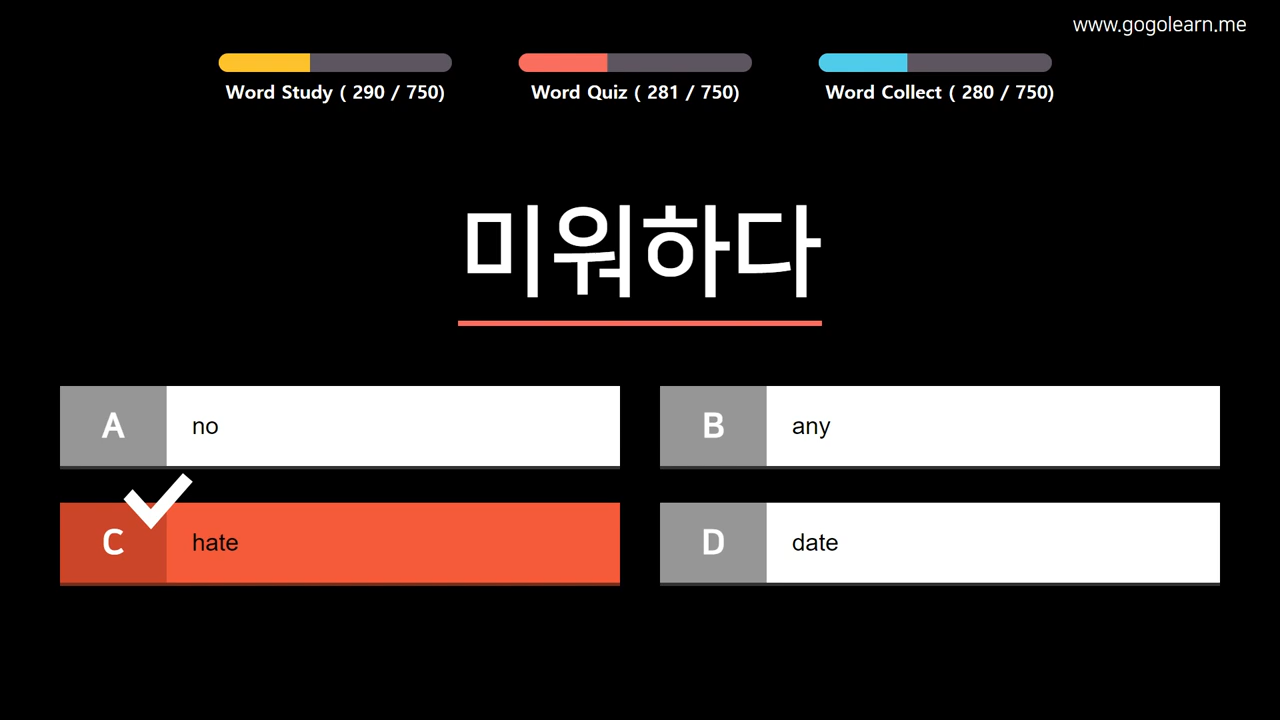 www.gogolearn.me
Word Study ( 290 / 750)
Word Quiz ( 281 / 750)
Word Collect ( 280 / 750)
미워하다
A no
B any
C hate
D date